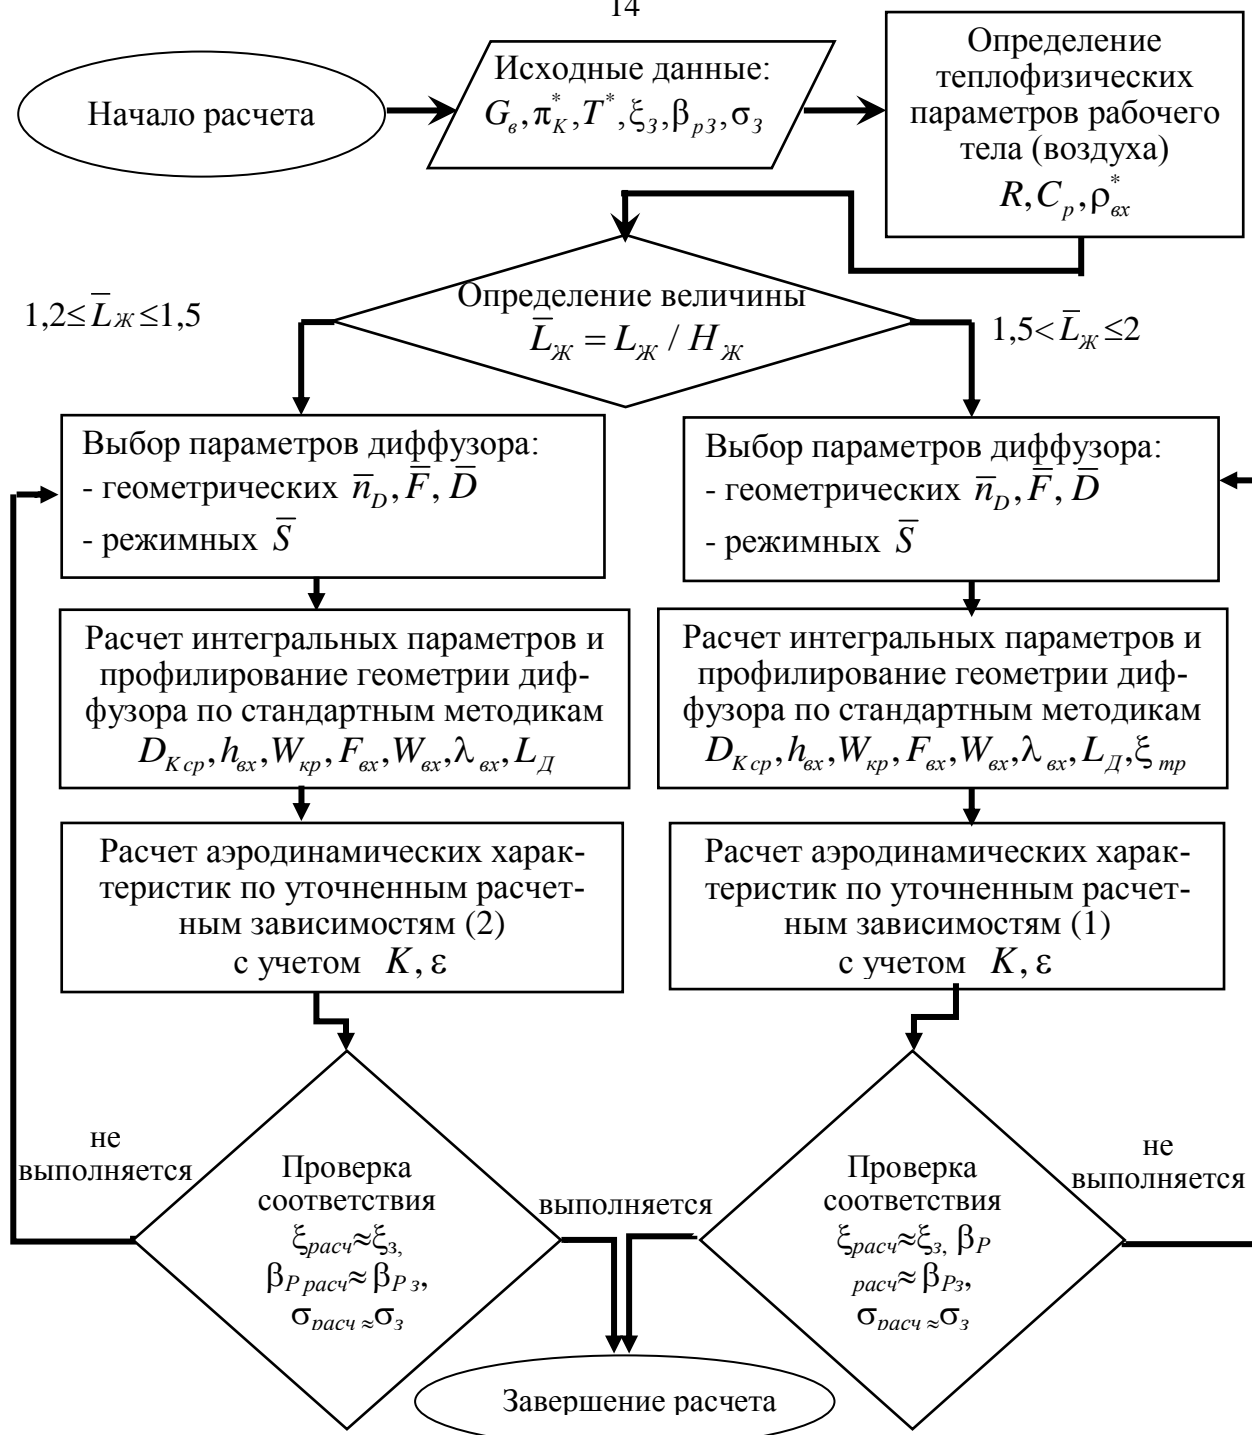 14
Начало расчета
Исходные данные:
G_в, π*_К, T*, ξ_З, β_рЗ, σ_З
Определение
теплофизических
параметров рабочего
тела (воздуха)
R, C_p, ρ*_вх
1,2≤ L̅_Ж ≤1,5
Определение величины
L̅_Ж = L_Ж / H_Ж
1,5< L̅_Ж ≤2
Выбор параметров диффузора:
- геометрических n̅_D, F̅, D̅
- режимных S̅
Выбор параметров диффузора:
- геометрических n̅_D, F̅, D̅
- режимных S̅
Расчет интегральных параметров и
профилирование геометрии диф-
фузора по стандартным методикам
D_К ср, h_вх, W_кр, F_вх, W_вх, λ_вх, L_Д
Расчет интегральных параметров и
профилирование геометрии диф-
фузора по стандартным методикам
D_К ср, h_вх, W_кр, F_вх, W_вх, λ_вх, L_Д, ξ_тр
Расчет аэродинамических харак-
теристик по уточненным расчет-
ным зависимостям (2)
с учетом K, ε
Расчет аэродинамических харак-
теристик по уточненным расчет-
ным зависимостям (1)
с учетом K, ε
не
выполняется
Проверка
соответствия
ξ_расч≈ξ_з,
β_Р расч≈ β_Р з,
σ_расч ≈σ_з
выполняется
Проверка
соответствия
ξ_расч≈ξ_з, β_Р
расч≈ β_Рз,
σ_расч ≈σ_з
не
выполняется
Завершение расчета